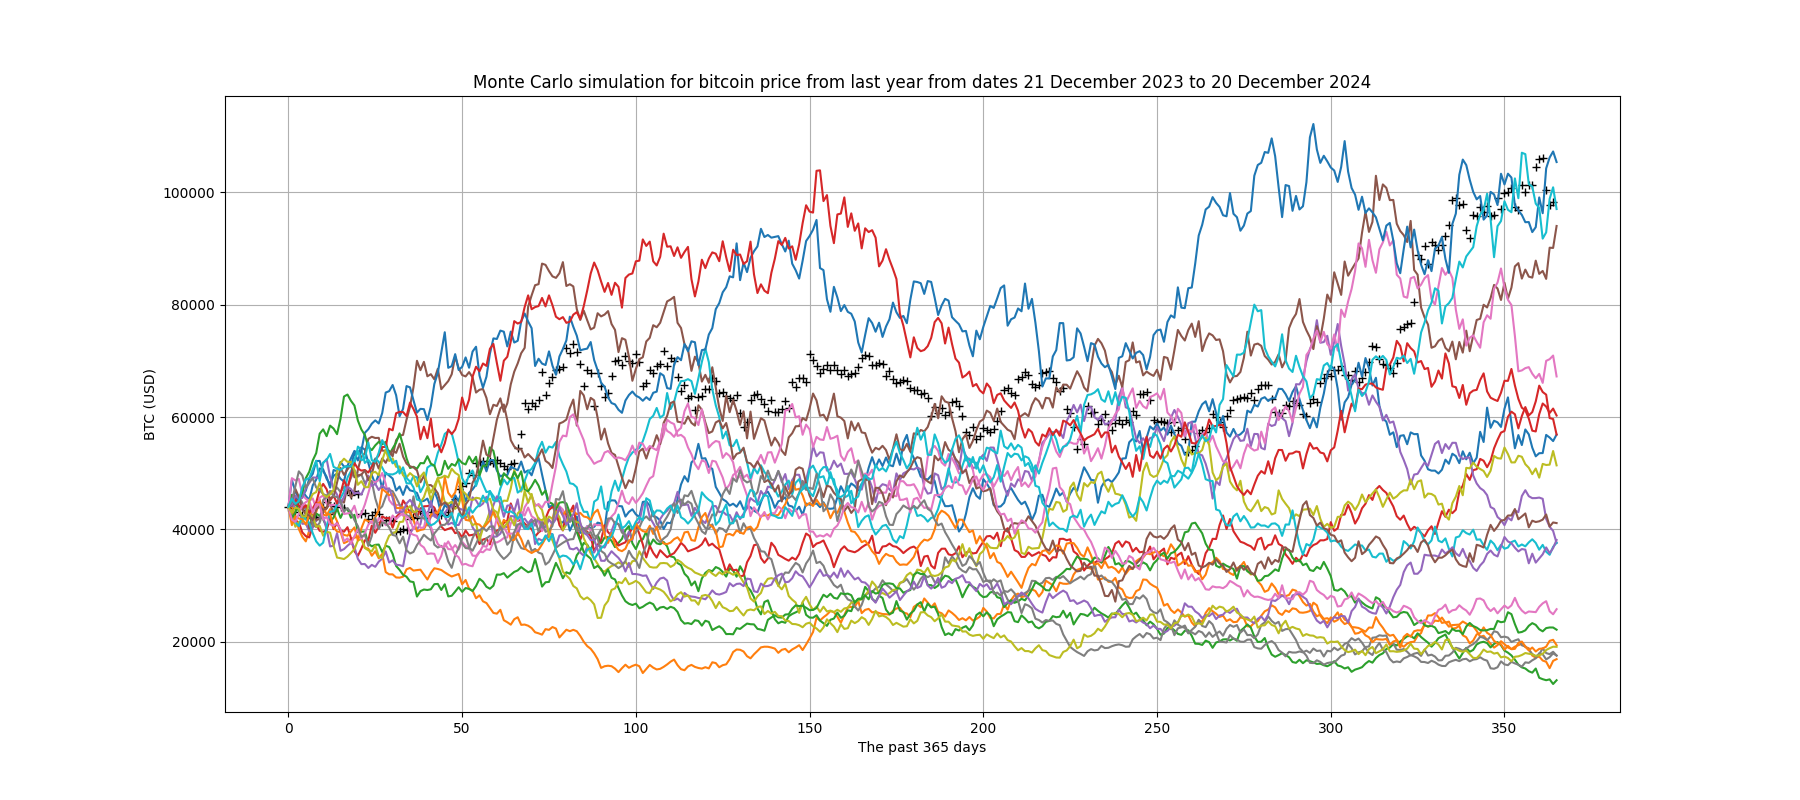 Monte Carlo simulation for bitcoin price from last year from dates 21 December 2023 to 20 December 2024
100000
80000
60000
40000
20000
BTC (USD)
0 50 100 150 200 250 300 350
The past 365 days